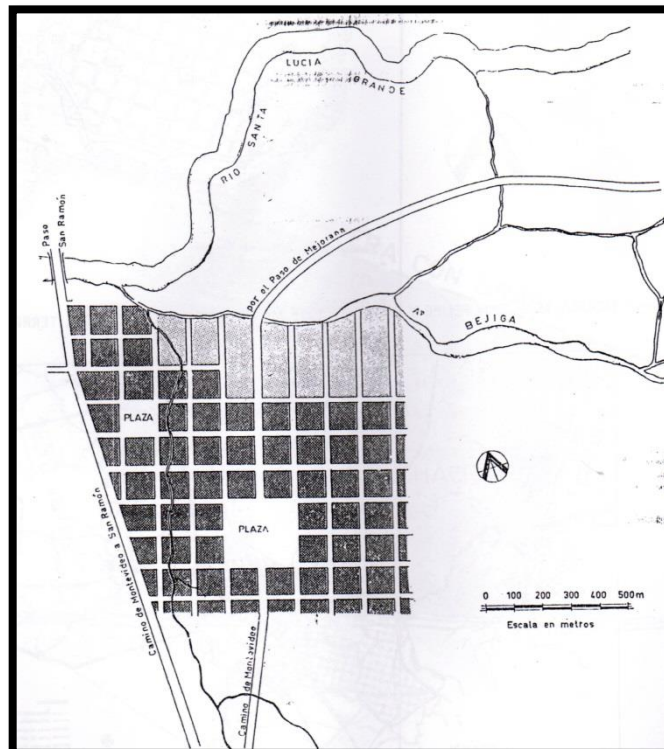 LUCIA
GRANDE
SANTA
RIO
Paso
San Ramón
por el Paso de Mejorana
Aº
BEJIGA
PLAZA
PLAZA
Camino de Montevideo a San Ramón
Camino de Montevideo
0 100 200 300 400 500m
Escala en metros